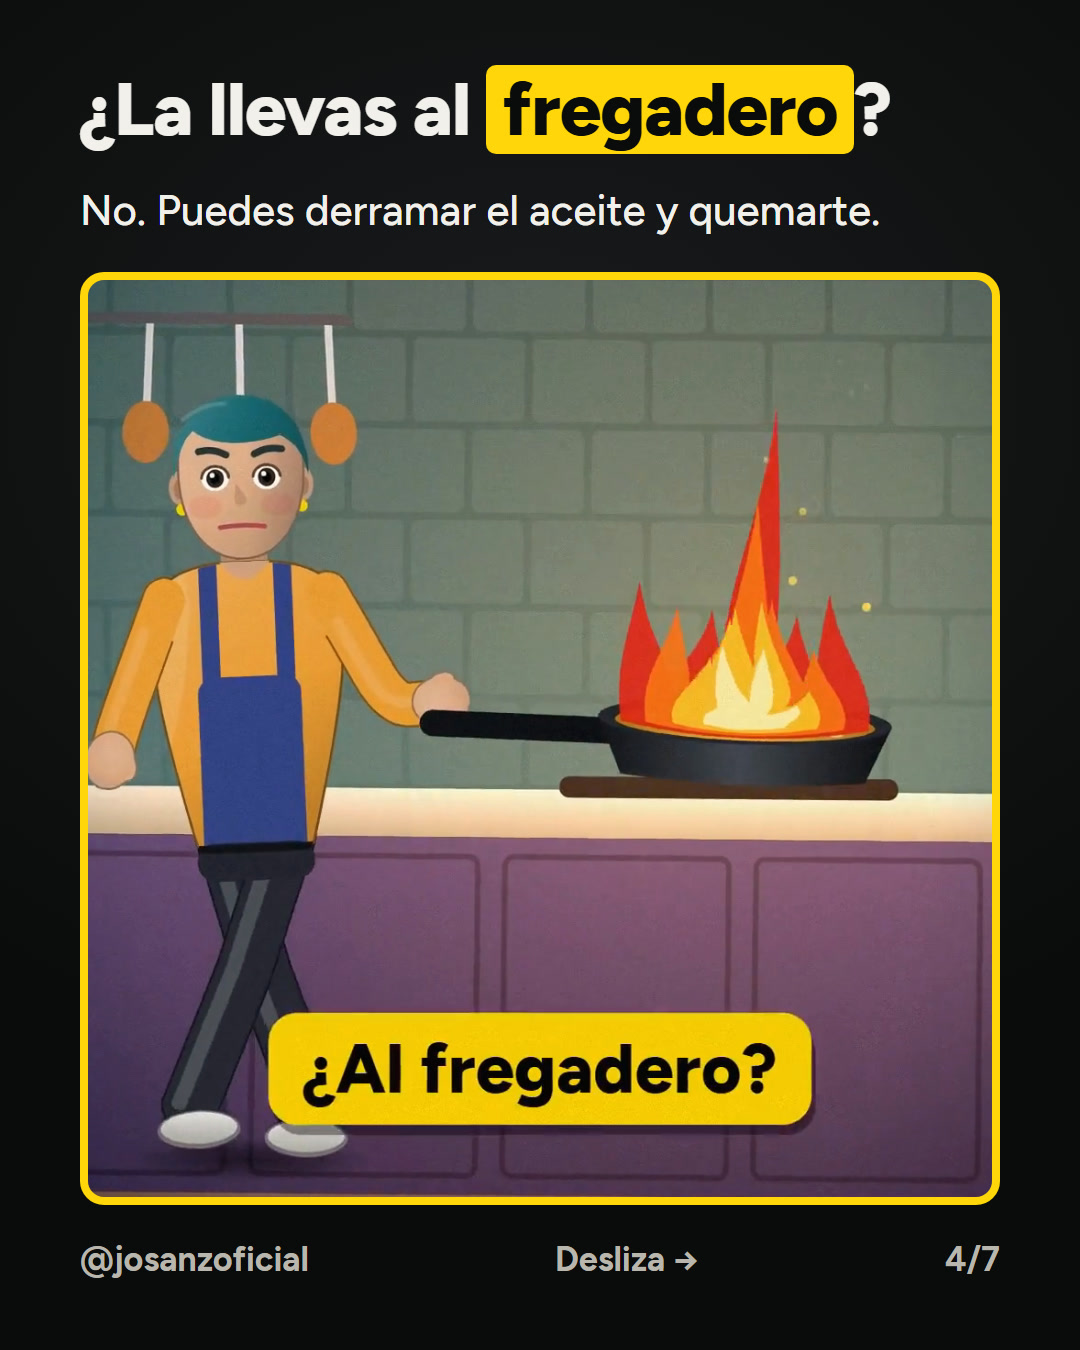 ¿La llevas al fregadero?
No. Puedes derramar el aceite y quemarte.
¿Al fregadero?
@josanzoficial
Desliza →
4/7